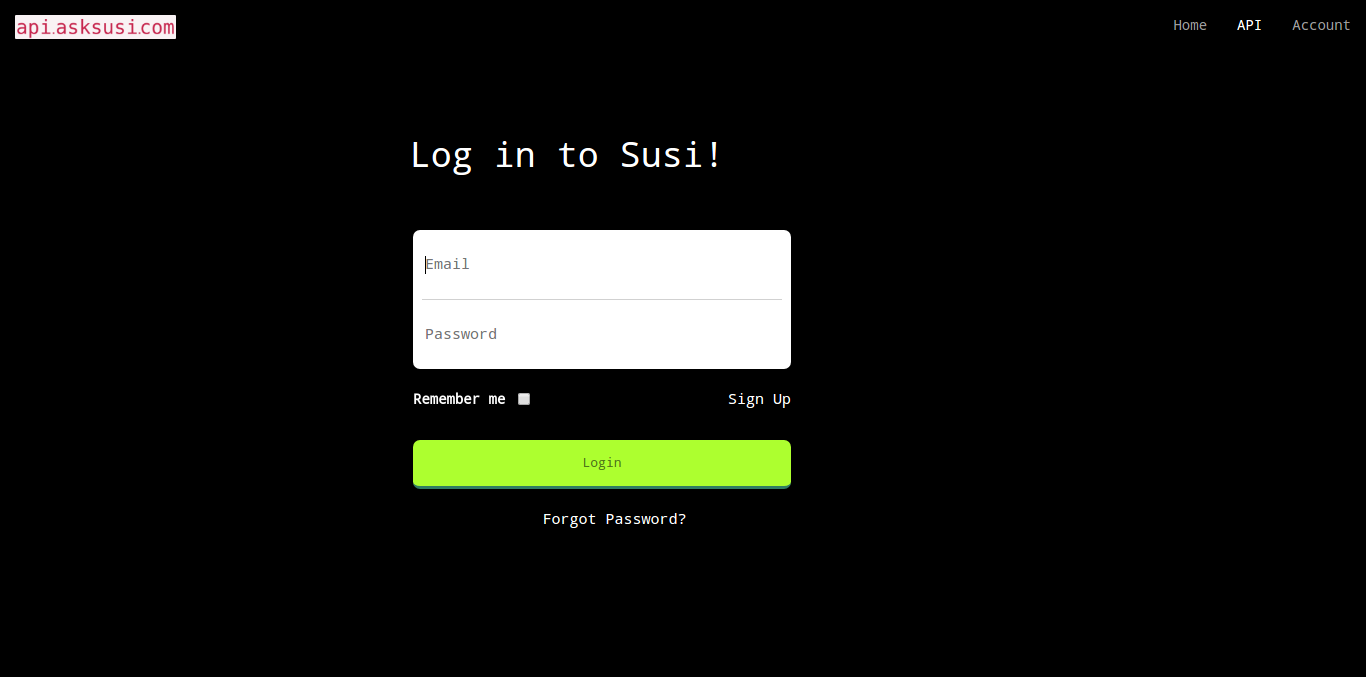 api.asksusi.com
Home API Account
Log in to Susi!
Email
Password
Remember me Sign Up
Login
Forgot Password?